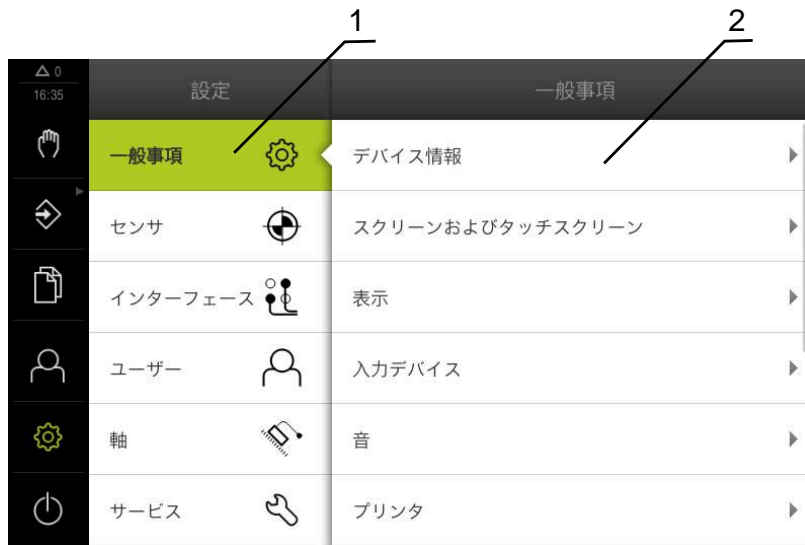 1 2
△ 0
16:35
設定 一般事項
一般事項
センサ
インターフェース
ユーザー
軸
サービス
デバイス情報
スクリーンおよびタッチスクリーン
表示
入力デバイス
音
プリンタ